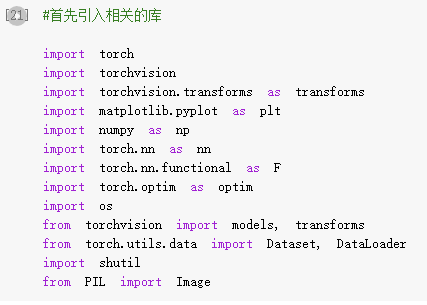 [21] #首先引入相关的库
import torch
import torchvision
import torchvision.transforms as transforms
import matplotlib.pyplot as plt
import numpy as np
import torch.nn as nn
import torch.nn.functional as F
import torch.optim as optim
import os
from torchvision import models, transforms
from torch.utils.data import Dataset, DataLoader
import shutil
from PIL import Image